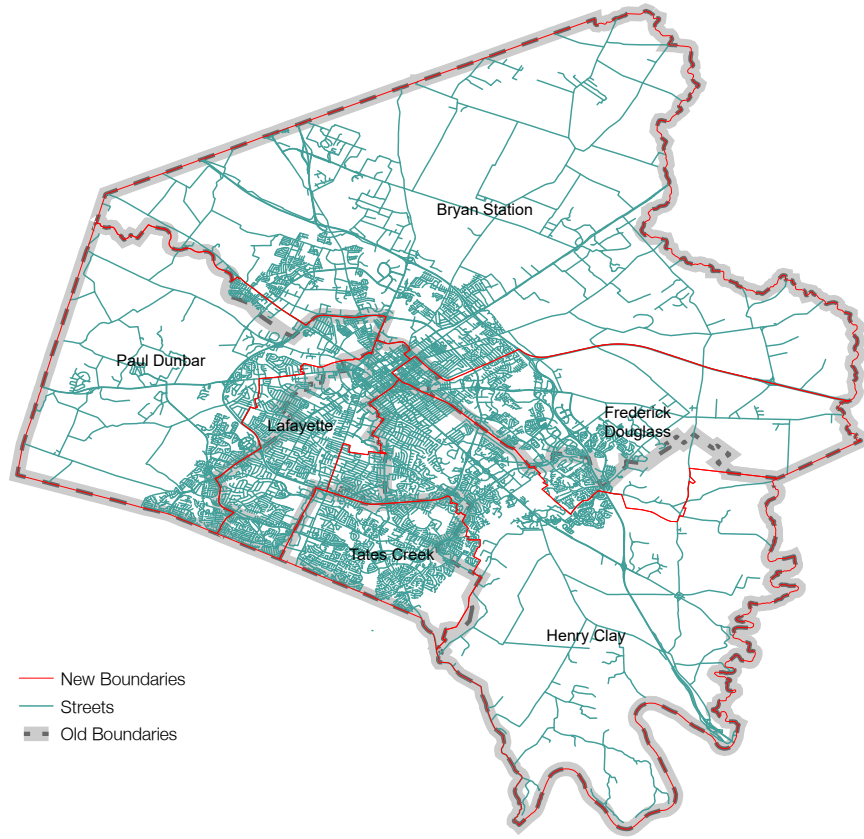 Bryan Station
Paul Dunbar
Frederick
Douglass
Lafayette
Tates Creek
Henry Clay
New Boundaries
Streets
Old Boundaries